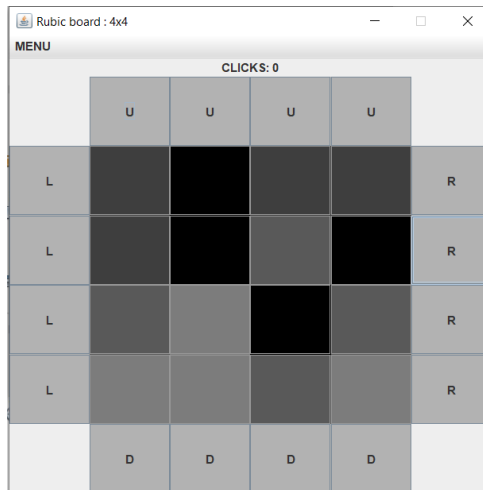 Rubic board : 4x4
MENU
CLICKS: 0
U U U U
L R
L R
L R
L R
D D D D